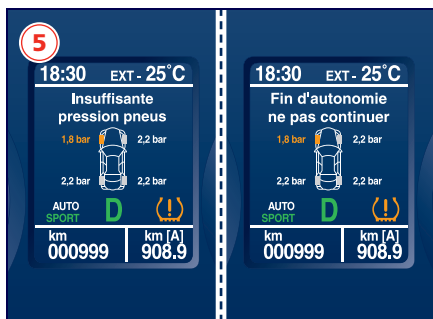 5
18:30 EXT - 25°C
Insuffisante
pression pneus
1,8 bar 2,2 bar
2,2 bar 2,2 bar
AUTO
SPORT D (!)
km km [A]
000999 908.9
18:30 EXT - 25°C
Fin d'autonomie
ne pas continuer
1,8 bar 2,2 bar
2,2 bar 2,2 bar
AUTO
SPORT D (!)
km km [A]
000999 908.9